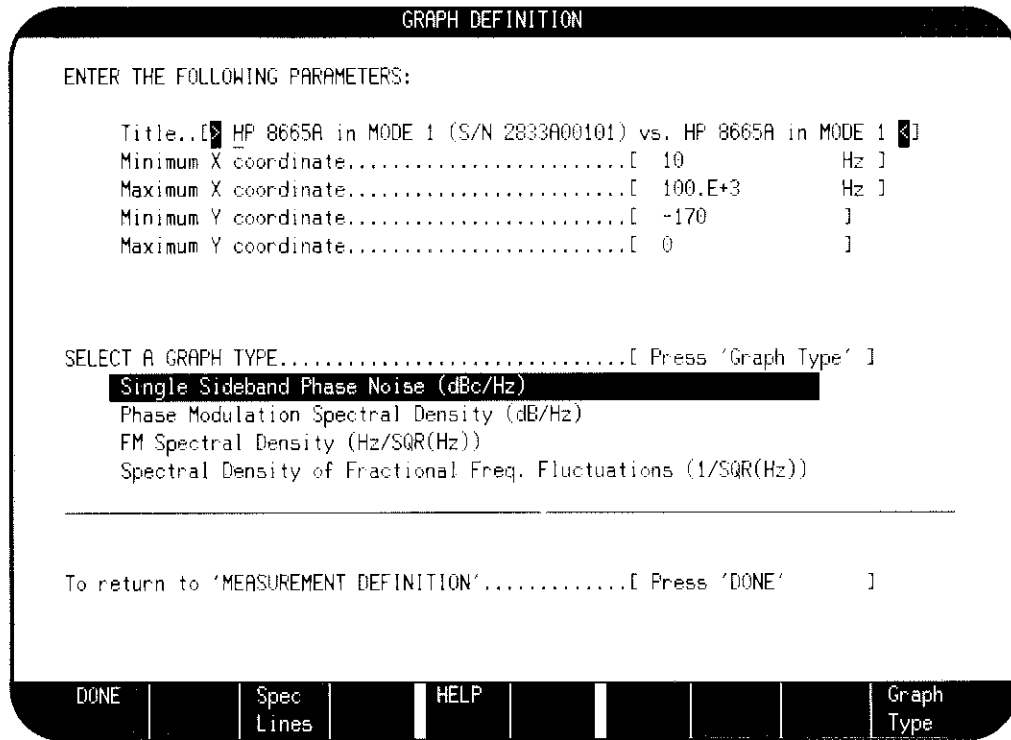 GRAPH DEFINITION
ENTER THE FOLLOWING PARAMETERS:
Title..[> HP 8665A in MODE 1 (S/N 2833A00101) vs. HP 8665A in MODE 1 <]
Minimum X coordinate.........................[ 10 Hz ]
Maximum X coordinate.........................[ 100.E+3 Hz ]
Minimum Y coordinate.........................[ -170 ]
Maximum Y coordinate.........................[ 0 ]
SELECT A GRAPH TYPE...............................[ Press 'Graph Type' ]
Single Sideband Phase Noise (dBc/Hz)
Phase Modulation Spectral Density (dB/Hz)
FM Spectral Density (Hz/SQR(Hz))
Spectral Density of Fractional Freq. Fluctuations (1/SQR(Hz))
To return to 'MEASUREMENT DEFINITION'.............[ Press 'DONE' ]
DONE Spec Lines HELP Graph Type